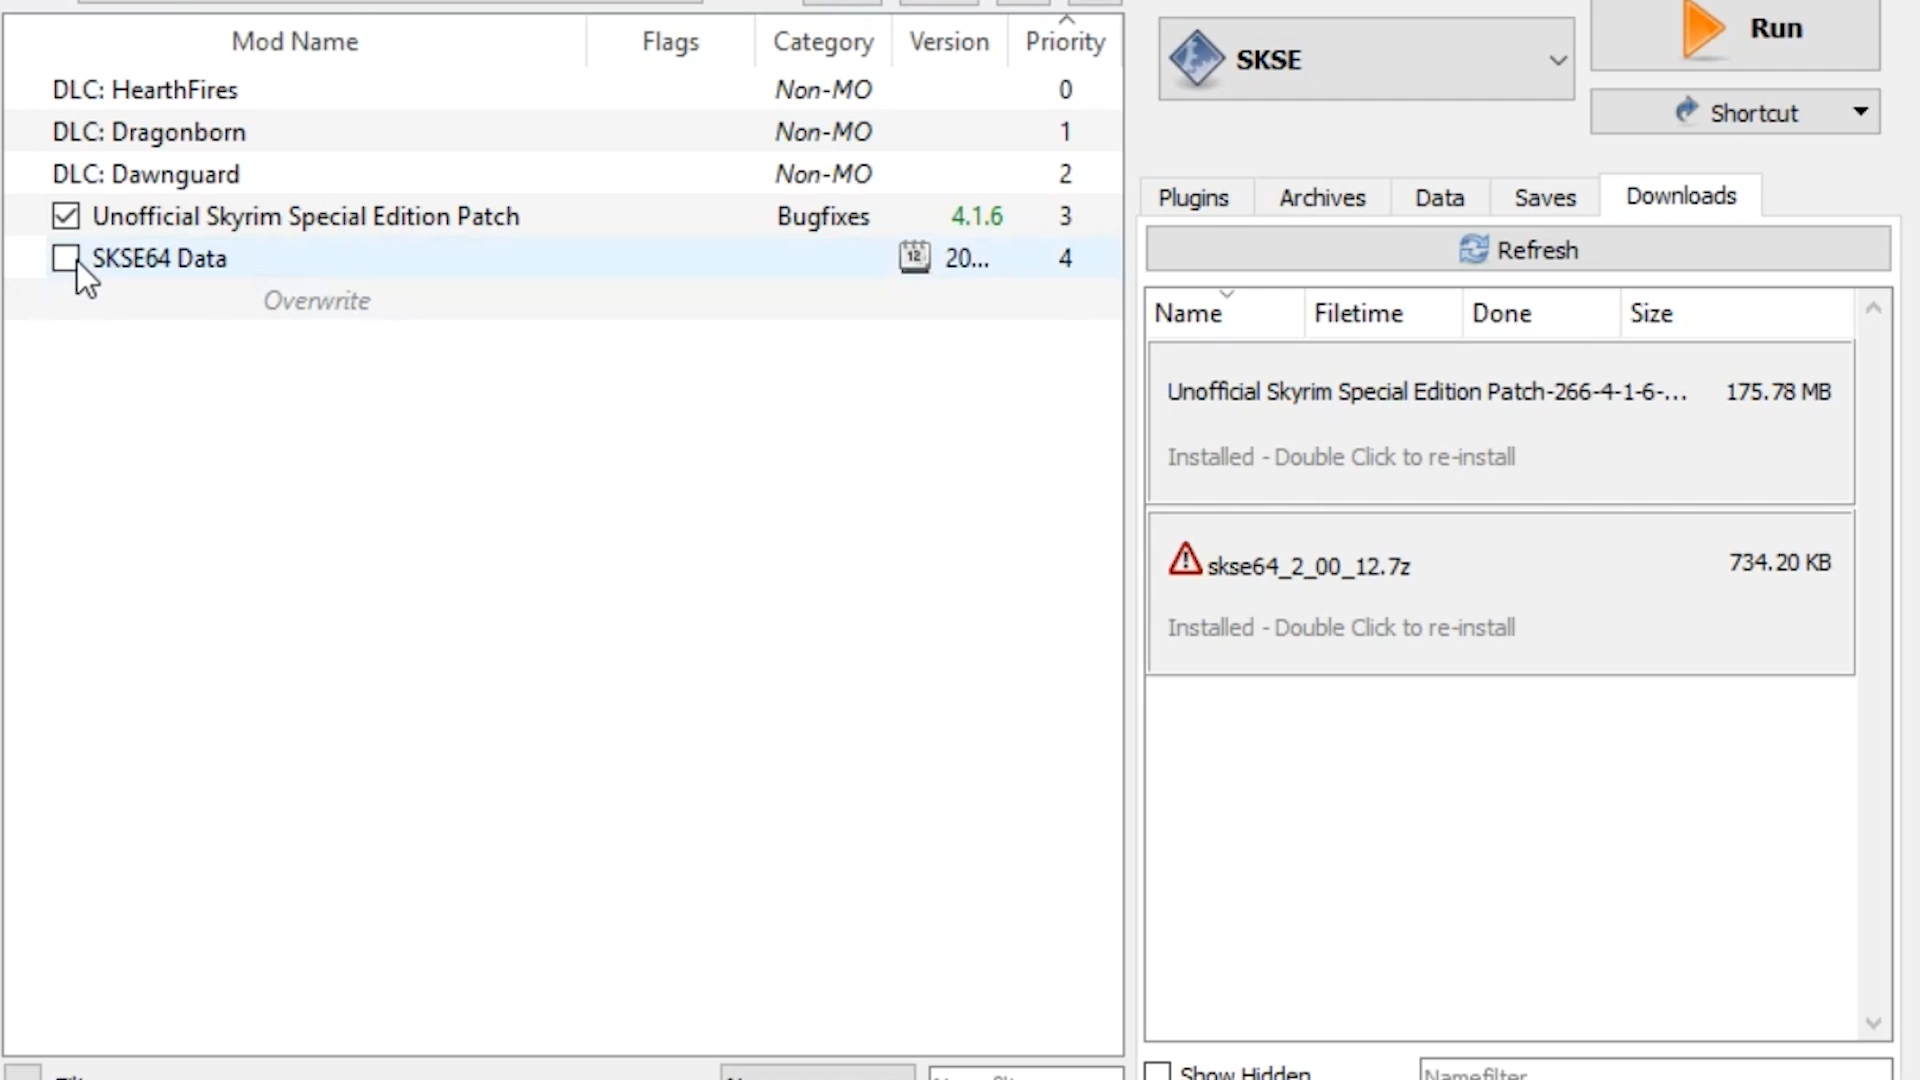 Mod Name Flags Category Version Priority
DLC: HearthFires Non-MO 0
DLC: Dragonborn Non-MO 1
DLC: Dawnguard Non-MO 2
Unofficial Skyrim Special Edition Patch Bugfixes 4.1.6 3
SKSE64 Data 12 20... 4
Overwrite
SKSE
Run
Shortcut
Plugins Archives Data Saves Downloads
Refresh
Name Filetime Done Size
Unofficial Skyrim Special Edition Patch-266-4-1-6-... 175.78 MB
Installed - Double Click to re-install
skse64_2_00_12.7z 734.20 KB
Installed - Double Click to re-install
Show Hidden Namefilter